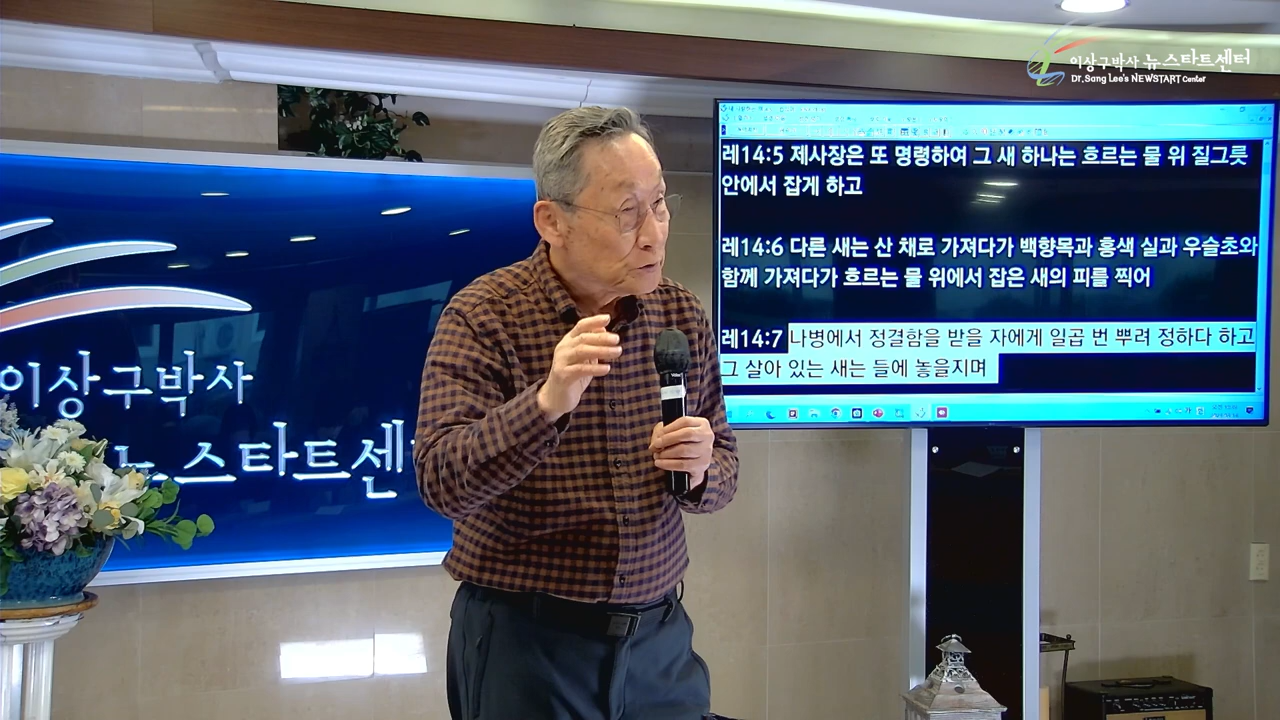 이상구박사 뉴스타트센터
Dr. Sang Lee's NEWSTART Center
레14:5 제사장은 또 명령하여 그 새 하나는 흐르는 물 위 질그릇
안에서 잡게 하고
레14:6 다른 새는 산 채로 가져다가 백향목과 홍색 실과 우슬초와
함께 가져다가 흐르는 물 위에서 잡은 새의 피를 찍어
레14:7 나병에서 정결함을 받을 자에게 일곱 번 뿌려 정하다 하고
그 살아 있는 새는 들에 놓을지며
이상구박사
뉴스타트센